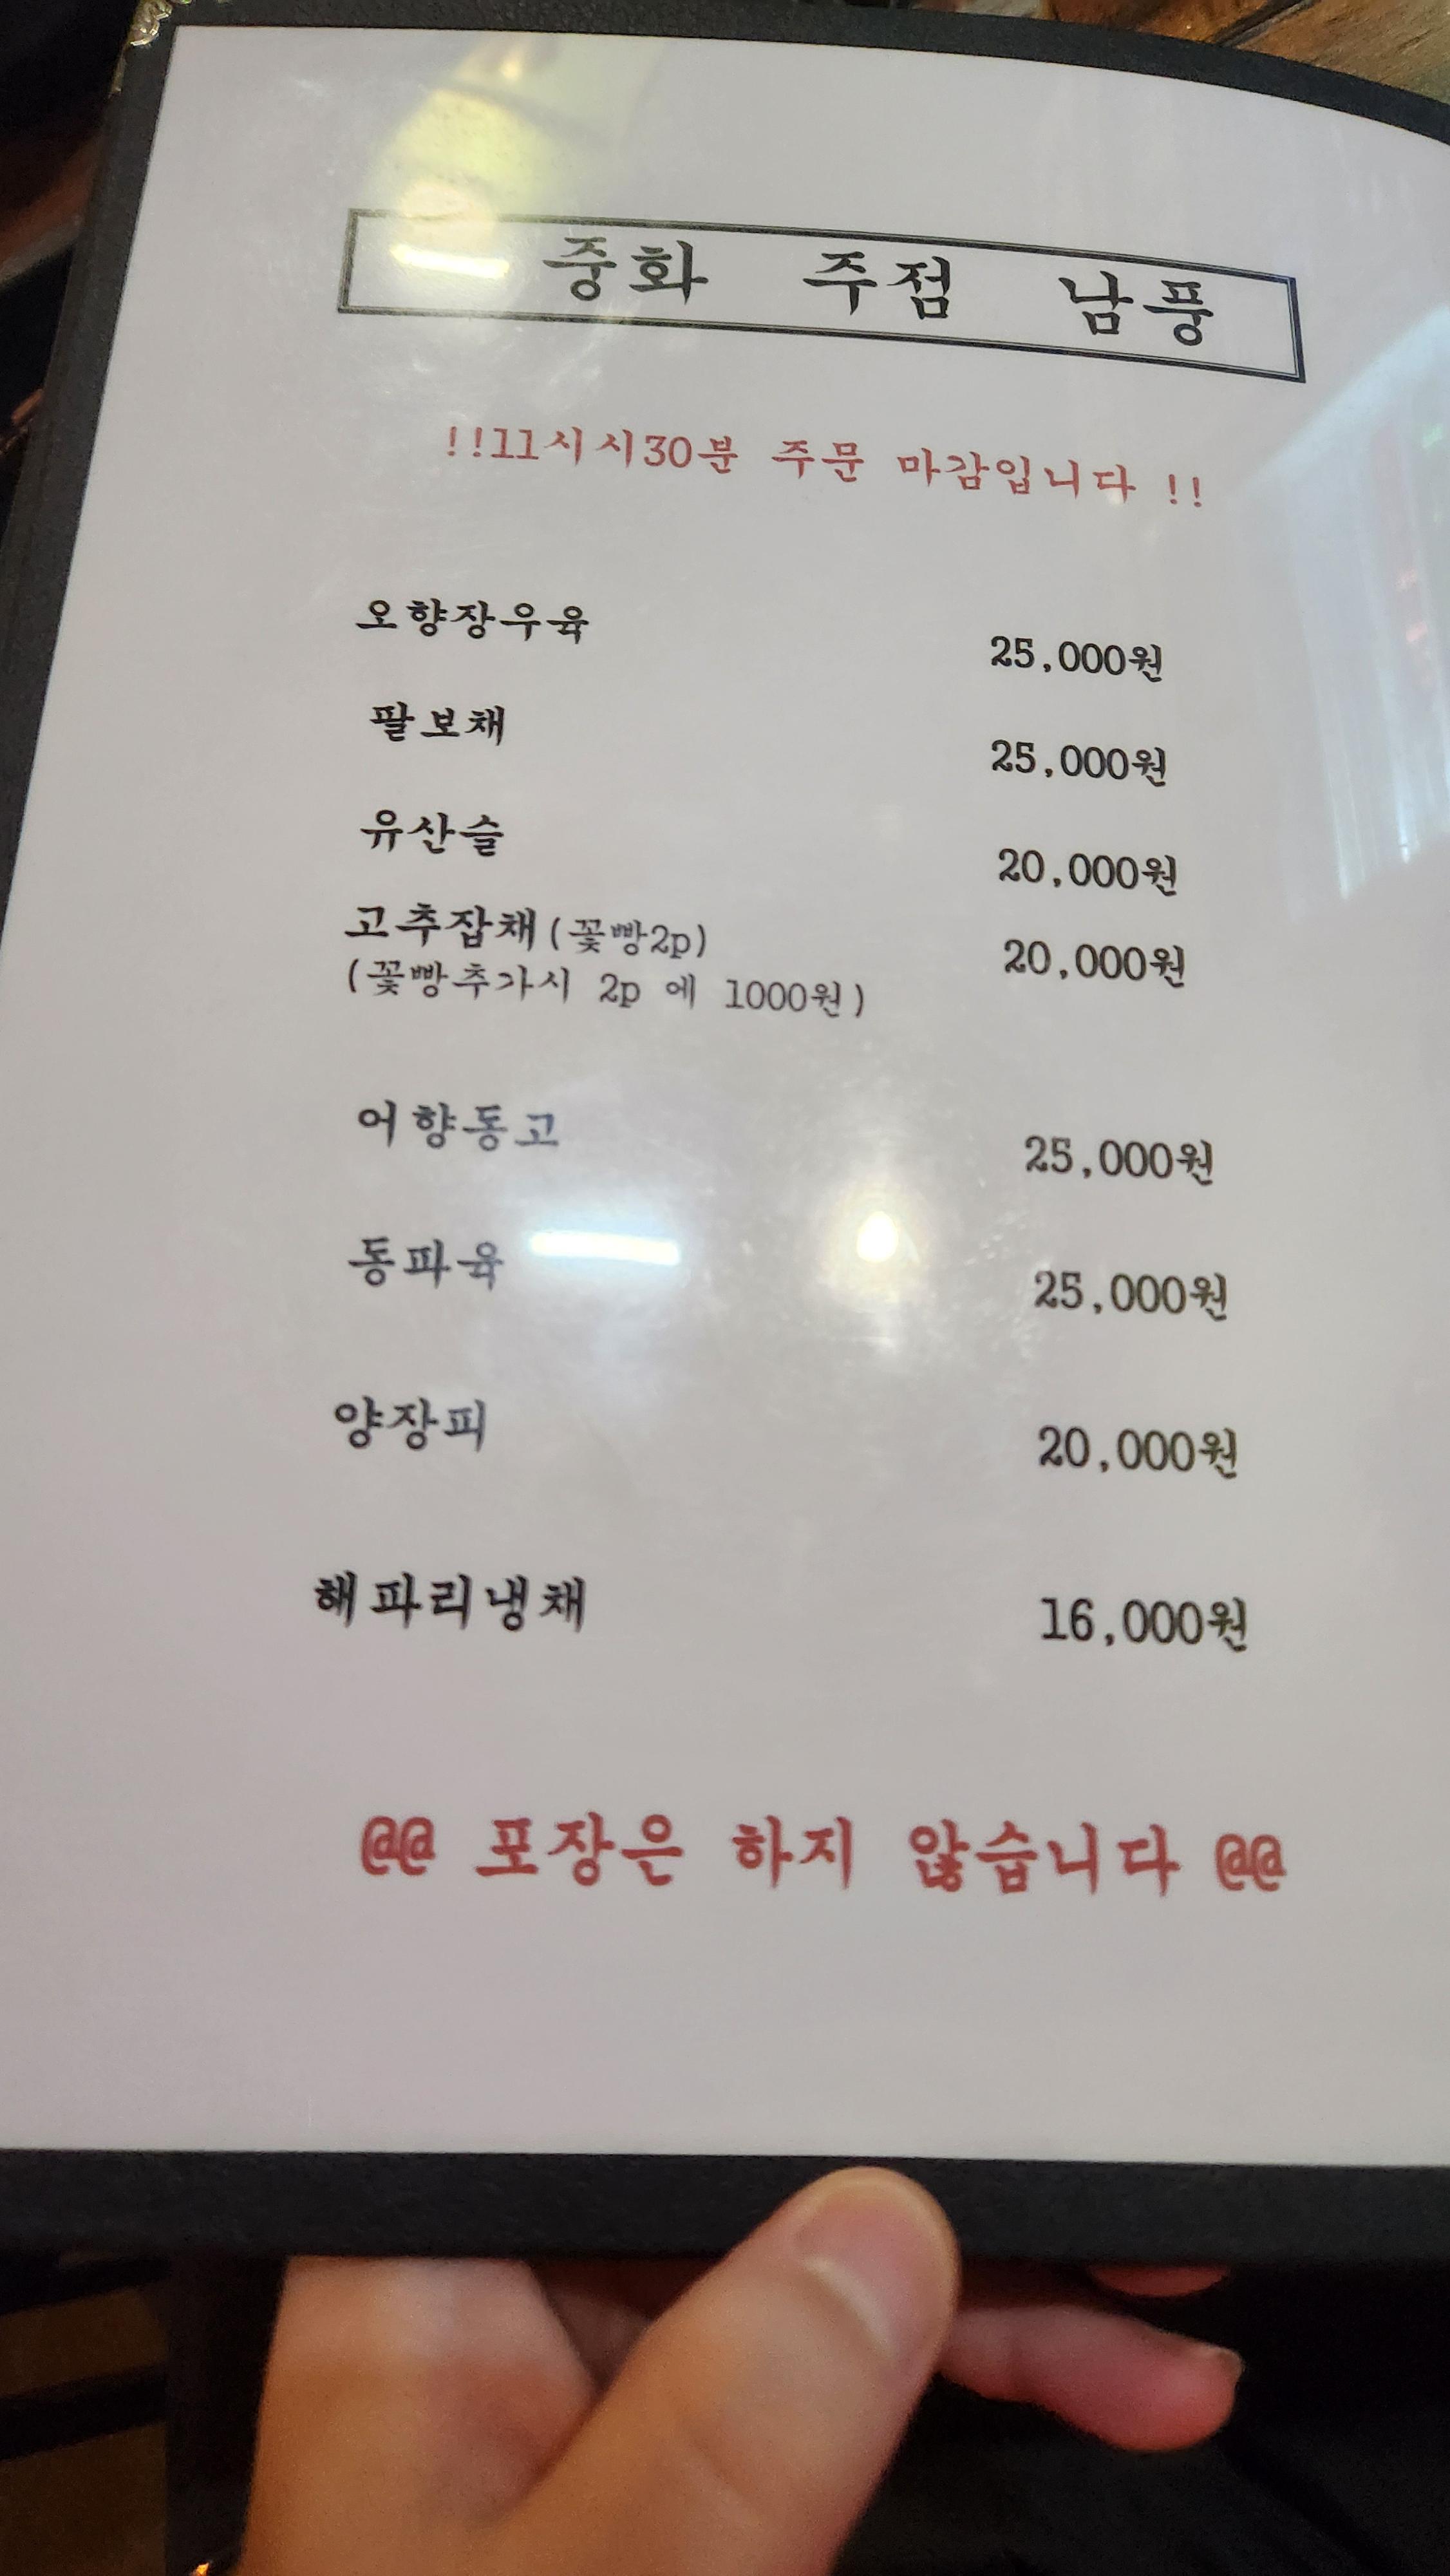 중화 주점 남풍
!!11시시30분 주문 마감입니다 !!
오향장우육 25,000원
팔보채 25,000원
유산슬 20,000원
고추잡채(꽃빵2p) 20,000원
(꽃빵추가시 2p 에 1000원)
어향동고 25,000원
동파육 25,000원
양장피 20,000원
해파리냉채 16,000원
@@ 포장은 하지 않습니다 @@